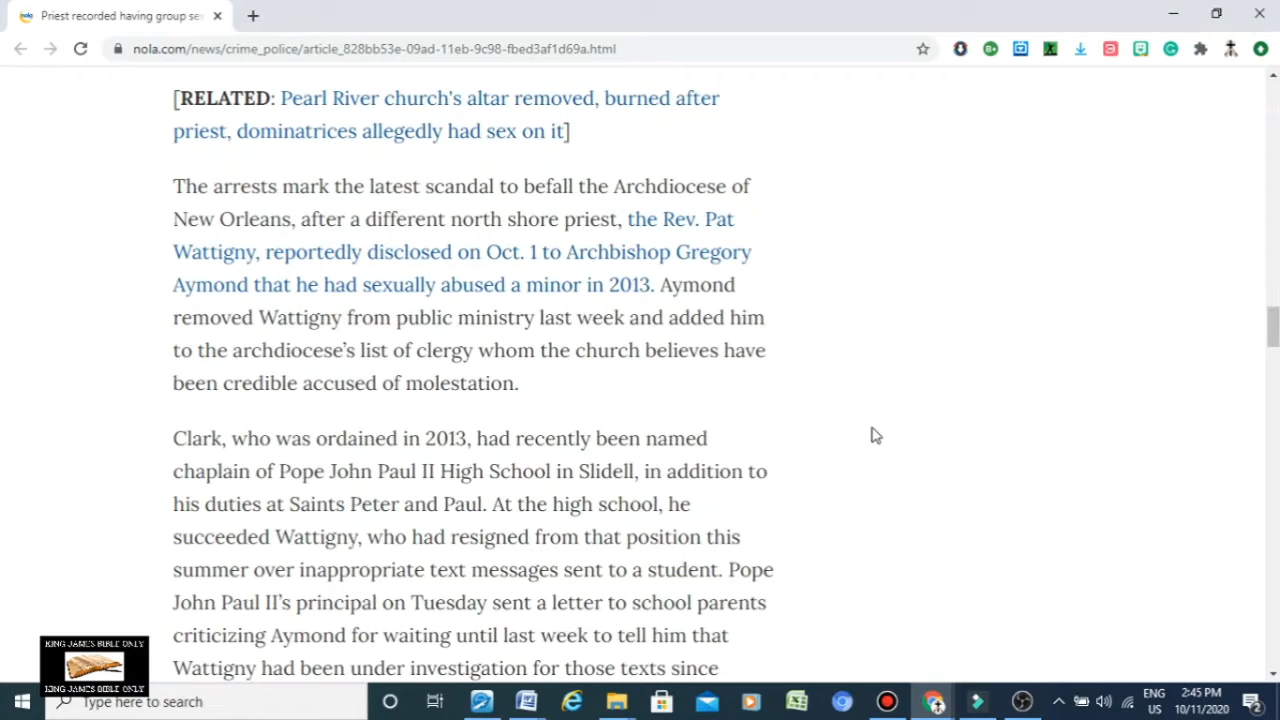 Priest recorded having group se
nola.com/news/crime_police/article_828bb53e-09ad-11eb-9c98-fbed3af1d69a.html
[RELATED: Pearl River church's altar removed, burned after
priest, dominatrices allegedly had sex on it]
The arrests mark the latest scandal to befall the Archdiocese of
New Orleans, after a different north shore priest, the Rev. Pat
Wattigny, reportedly disclosed on Oct. 1 to Archbishop Gregory
Aymond that he had sexually abused a minor in 2013. Aymond
removed Wattigny from public ministry last week and added him
to the archdiocese’s list of clergy whom the church believes have
been credible accused of molestation.
Clark, who was ordained in 2013, had recently been named
chaplain of Pope John Paul II High School in Slidell, in addition to
his duties at Saints Peter and Paul. At the high school, he
succeeded Wattigny, who had resigned from that position this
summer over inappropriate text messages sent to a student. Pope
John Paul II’s principal on Tuesday sent a letter to school parents
criticizing Aymond for waiting until last week to tell him that
Wattigny had been under investigation for those texts since
KING JAMES BIBLE ONLY
KING JAMES BIBLE ONLY
Type here to search
ENG
US
2:45 PM
10/11/2020
2